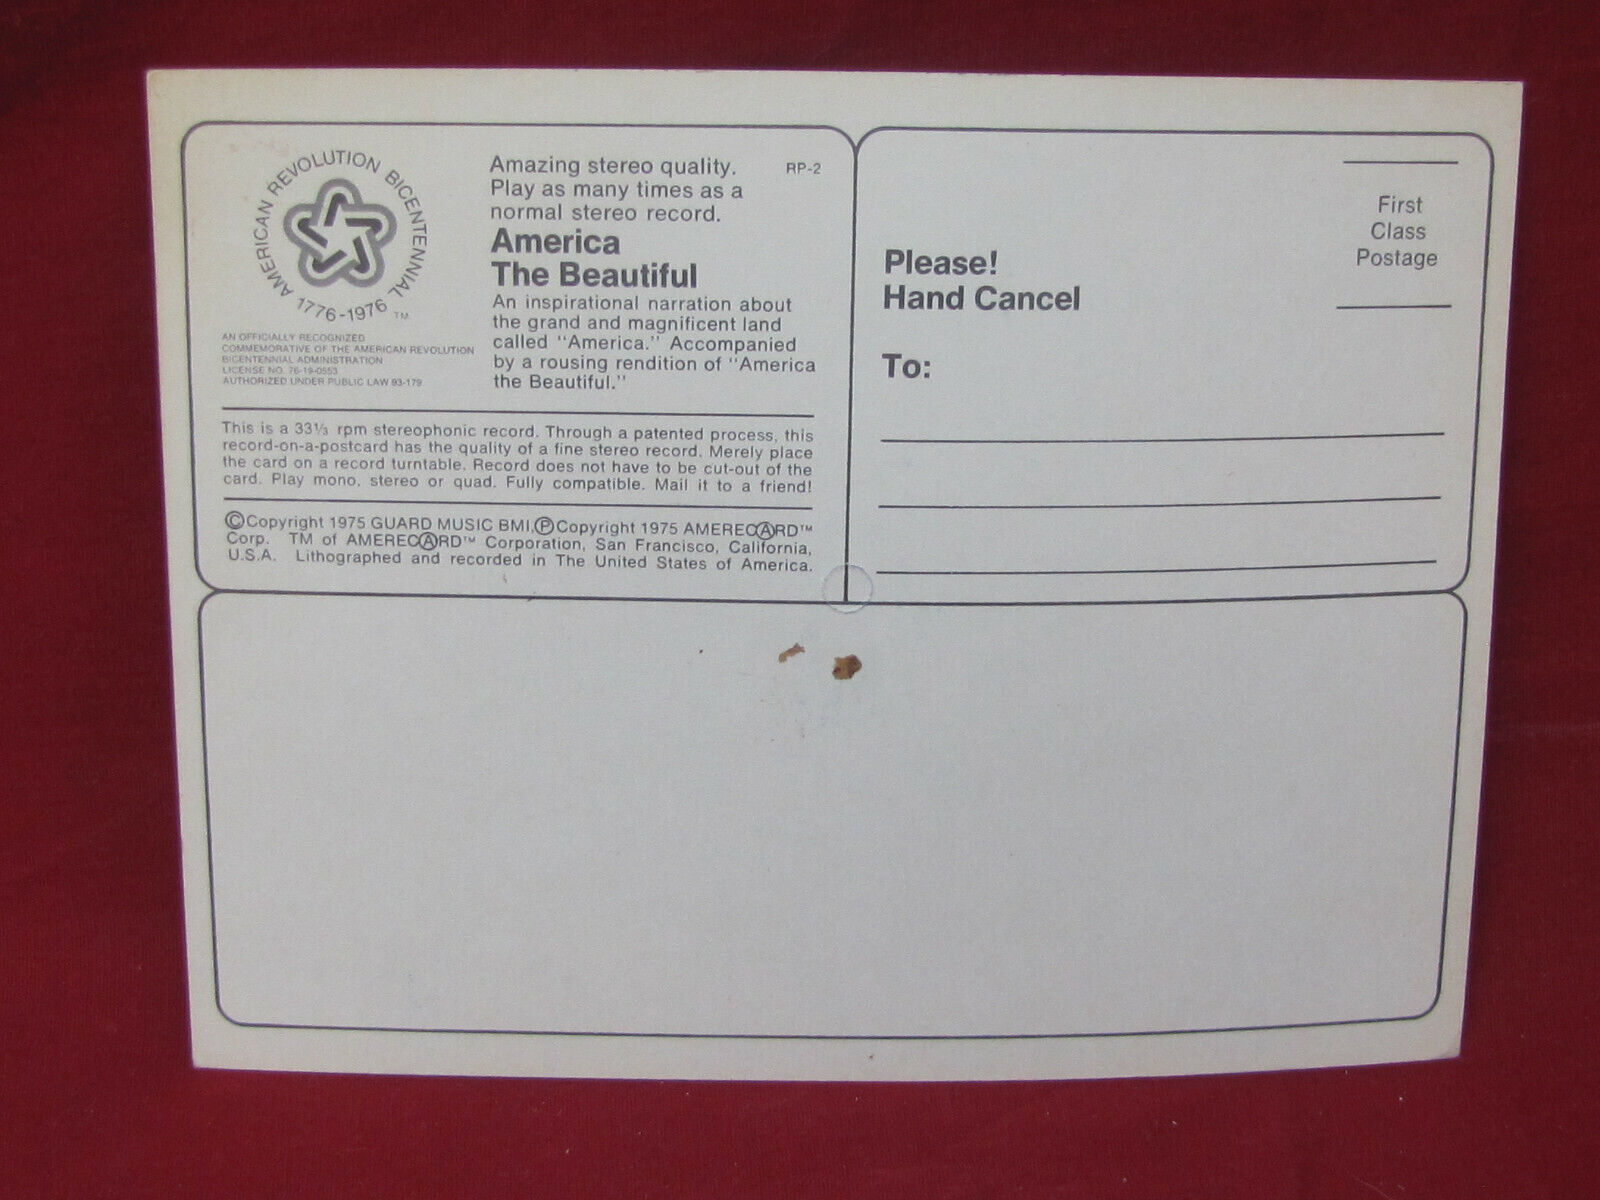 AMERICAN REVOLUTION BICENTENNIAL
1776-1976 TM
AN OFFICIALLY RECOGNIZED
COMMEMORATIVE OF THE AMERICAN REVOLUTION
BICENTENNIAL ADMINISTRATION
LICENSE NO. 76-19-0553
AUTHORIZED UNDER PUBLIC LAW 93-179
Amazing stereo quality. RP-2
Play as many times as a
normal stereo record.
America
The Beautiful
An inspirational narration about
the grand and magnificent land
called "America." Accompanied
by a rousing rendition of "America
the Beautiful."
This is a 33⅓ rpm stereophonic record. Through a patented process, this
record-on-a-postcard has the quality of a fine stereo record. Merely place
the card on a record turntable. Record does not have to be cut-out of the
card. Play mono, stereo or quad. Fully compatible. Mail it to a friend!
©Copyright 1975 GUARD MUSIC BMI.ⓅCopyright 1975 AMERECⒶRD™
Corp. TM of AMERECⒶRD™ Corporation, San Francisco, California,
U.S.A. Lithographed and recorded in The United States of America.
First
Class
Postage
Please!
Hand Cancel
To: